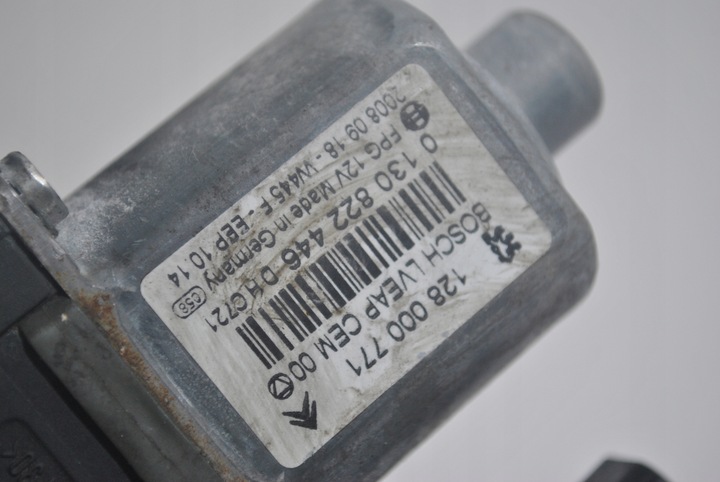 128 000 771
BOSCH LVEAP CEM 00
0 130 822 446 DHC721
FPG 12V Made in Germany
2008 09-18 - W445 F - EEP 10.14